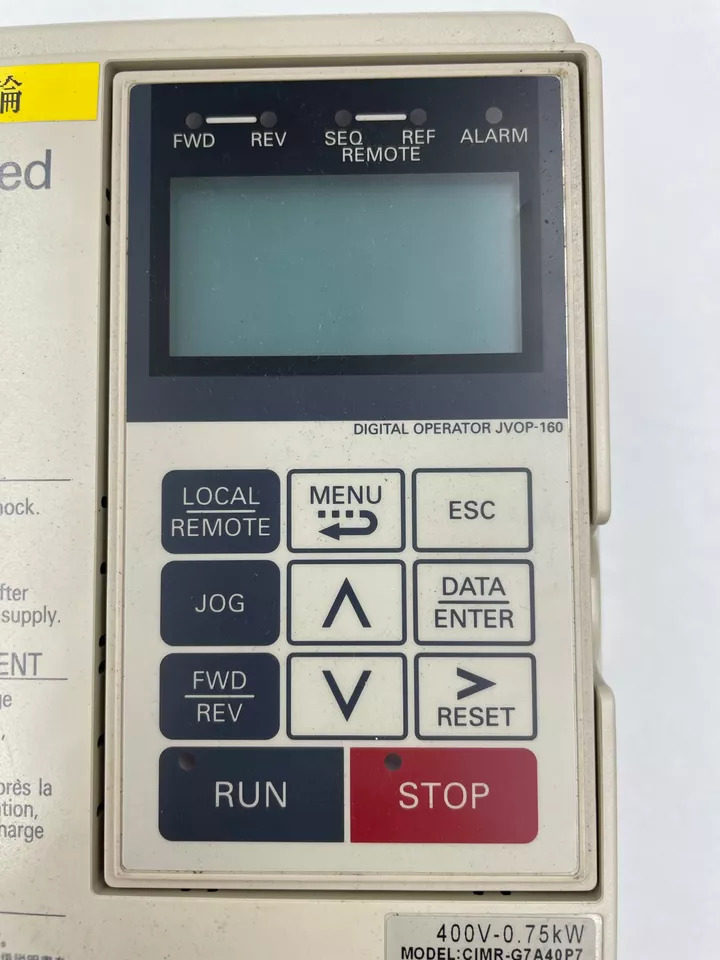 論
ed
FWD REV SEQ REF ALARM
REMOTE
DIGITAL OPERATOR JVOP-160
LOCAL
REMOTE
MENU
ESC
JOG
DATA
ENTER
FWD
REV
RESET
RUN
STOP
hock.
fter
supply.
ENT
ge
,
près la
tion,
harge
400V-0.75kW
MODEL:CIMR-G7A40P7